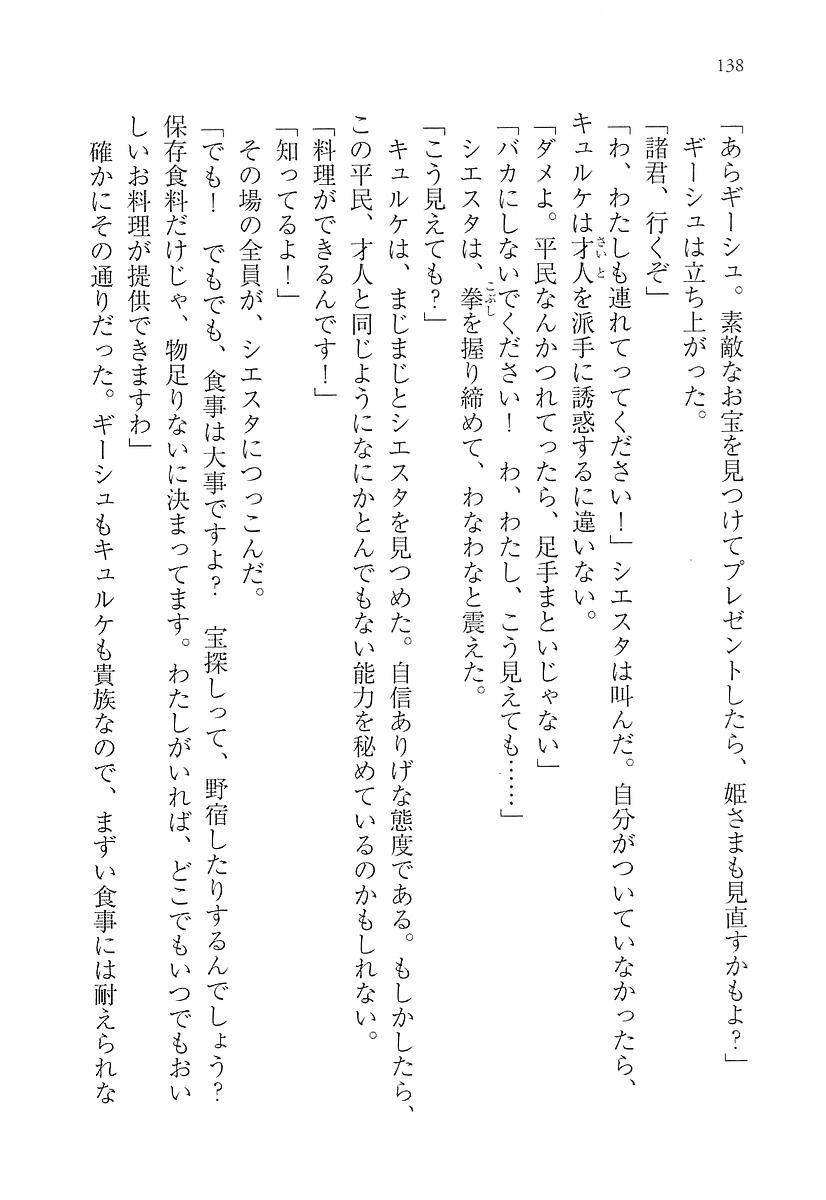 138
「あらギーシュ。素敵なお宝を見つけてプレゼントしたら、姫さまも見直すかもよ？」
ギーシュは立ち上がった。
「諸君、行くぞ」
「わ、わたしも連れてってください！」シエスタは叫んだ。自分がついていなかったら、
キュルケは才人を派手に誘惑するに違いない。
さいと
「ダメよ。平民なんかつれてったら、足手まといじゃない」
「バカにしないでください！　わ、わたし、こう見えても……」
シエスタは、拳を握り締めて、わなわなと震えた。
こぶし
「こう見えても？」
キュルケは、まじまじとシエスタを見つめた。自信ありげな態度である。もしかしたら、
この平民、才人と同じようになにかとんでもない能力を秘めているのかもしれない。
「料理ができるんです！」
「知ってるよ！」
その場の全員が、シエスタにつっこんだ。
「でも！　でもでも、食事は大事ですよ？　宝探しって、野宿したりするんでしょう？
保存食料だけじゃ、物足りないに決まってます。わたしがいれば、どこでもいつでもおい
しいお料理が提供できますわ」
確かにその通りだった。ギーシュもキュルケも貴族なので、まずい食事には耐えられな